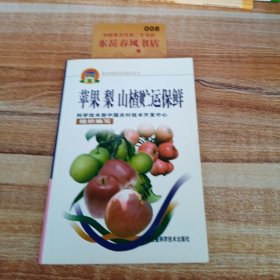 008
东岳春风书店
苹果 梨 山楂贮运保鲜
科学技术部中国农村技术开发中心
组织编写
科学技术出版社